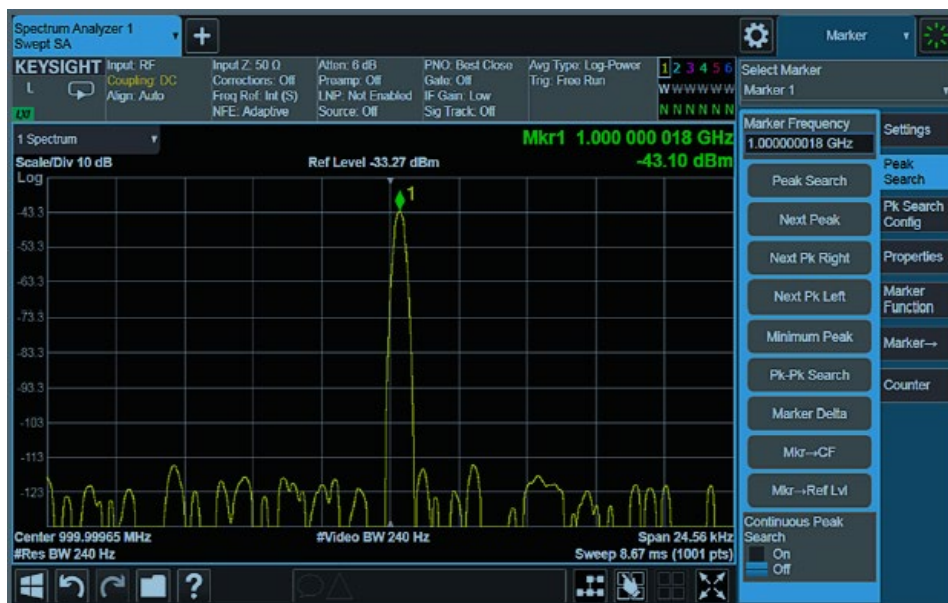 Spectrum Analyzer 1
Swept SA
Marker
KEYSIGHT
L
LXI
Input: RF
Coupling: DC
Align: Auto
Input Z: 50 Ω
Corrections: Off
Freq Ref: Int (S)
NFE: Adaptive
Atten: 6 dB
Preamp: Off
LNP: Not Enabled
Source: Off
PNO: Best Close
Gate: Off
IF Gain: Low
Sig Track: Off
Avg Type: Log-Power
Trig: Free Run
1 2 3 4 5 6
W W W W W W
N N N N N N
Select Marker
Marker 1
1 Spectrum
Mkr1 1.000 000 018 GHz
Scale/Div 10 dB
Ref Level -33.27 dBm
-43.10 dBm
Log
1
-43.3
-53.3
-63.3
-73.3
-83.3
-93.3
-103
-113
-123
Center 999.99965 MHz
#Video BW 240 Hz
Span 24.56 kHz
#Res BW 240 Hz
Sweep 8.67 ms (1001 pts)
Marker Frequency
1.000000018 GHz
Peak Search
Next Peak
Next Pk Right
Next Pk Left
Minimum Peak
Pk-Pk Search
Marker Delta
Mkr→CF
Mkr→Ref Lvl
Continuous Peak
Search
On
Off
Settings
Peak
Search
Pk Search
Config
Properties
Marker
Function
Marker→
Counter
?